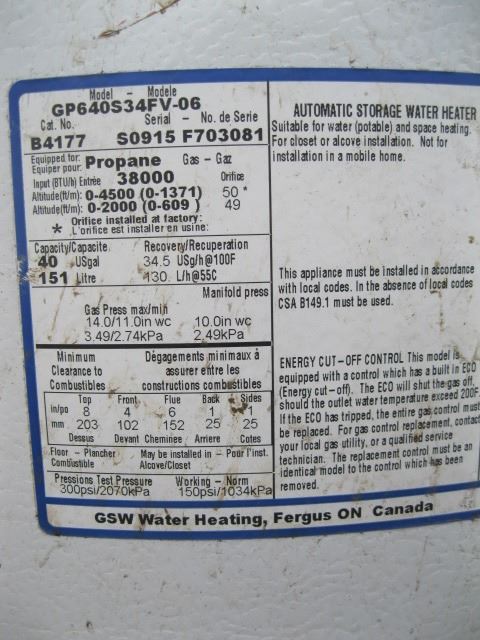 Model - Modele
GP640S34FV-06
Cat. No. Serial - No. de Serie
B4177 S0915 F703081
Equipped for: Propane Gas - Gaz
Equiper pour:
Input (BTU/h) Entrée 38000 Orifice
Altitude(ft/m): 0-4500 (0-1371) 50 *
Altitude(ft/m): 0-2000 (0-609 ) 49
Orifice installed at factory:
* L'orifice est installer en usine:
Capacity/Capacite Recovery/Recuperation
40 USgal 34.5 USg/h@100F
151 Litre 130. L/h@55C
Manifold press
Gas Press max/min
14.0/11.0in wc 10.0in wc
3.49/2.74kPa 2.49kPa
Minimum Dégagements minimaux à
Clearance to assurer entre les
Combustibles constructions combustibles
Top Front Flue Back Sides
in/po 8 4 6 1 1
mm 203 102 152 25 25
Dessus Devant Cheminee Arriere Cotes
Floor - Plancher May be installed in - Pour l'inst.
Combustible Alcove/Closet
Pressions Test Pressure Working - Norm
300psi/2070kPa 150psi/1034kPa
AUTOMATIC STORAGE WATER HEATER
Suitable for water (potable) and space heating.
For closet or alcove installation. Not for
installation in a mobile home.
This appliance must be installed in accordance
with local codes. In the absence of local codes
CSA B149.1 must be used.
ENERGY CUT-OFF CONTROL This model is
equipped with a control which has a built in ECO
(Energy cut-off). The ECO will shut the gas off,
should the outlet water temperature exceed 200F.
If the ECO has tripped, the entire gas control must
be replaced. For gas control replacement, contact
your local gas utility, or a qualified service
technician. The replacement control must be an
identical model to the control which has been
removed.
GSW Water Heating, Fergus ON Canada